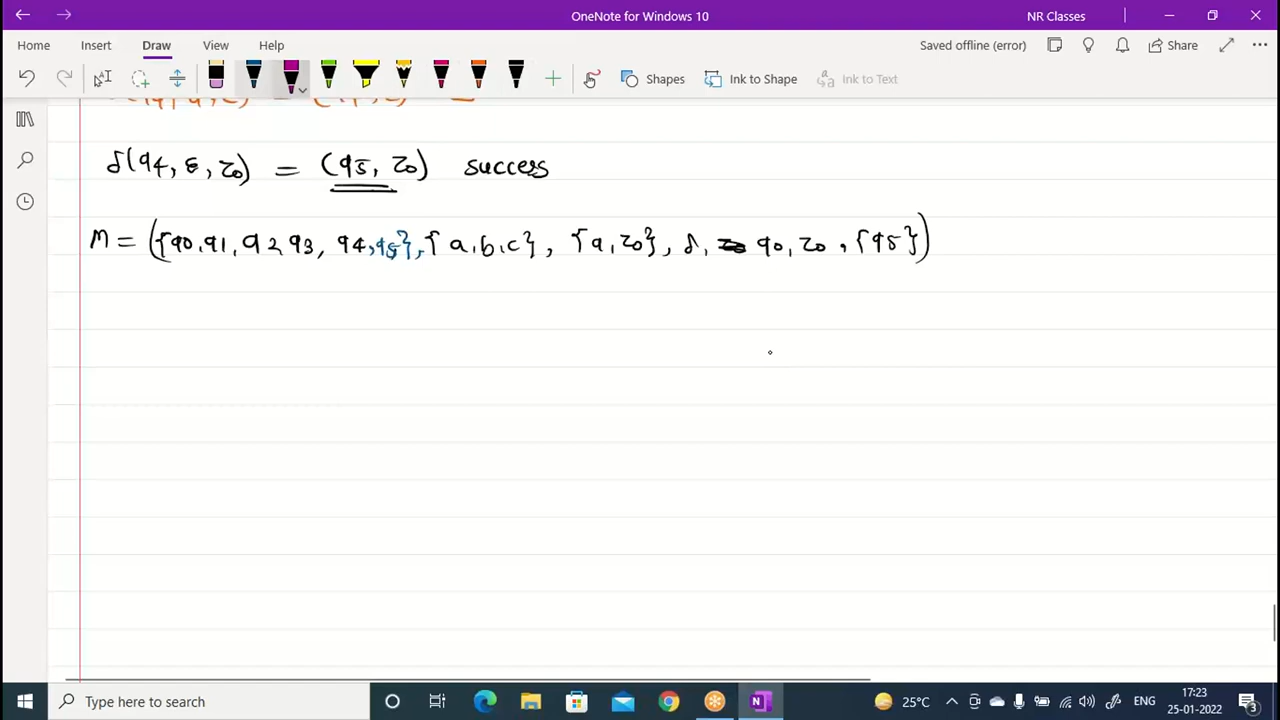 OneNote for Windows 10
NR Classes
Home Insert Draw View Help
Saved offline (error)
Share
Shapes
Ink to Shape
Ink to Text
δ(q4, ε, z0) = (q5, z0) success
M = ({q0, q1, q2 q3, q4, q5}, {a, b, c}, {a, z0}, δ, q0, z0, {q5})
Type here to search
25°C
ENG
17:23
25-01-2022
3